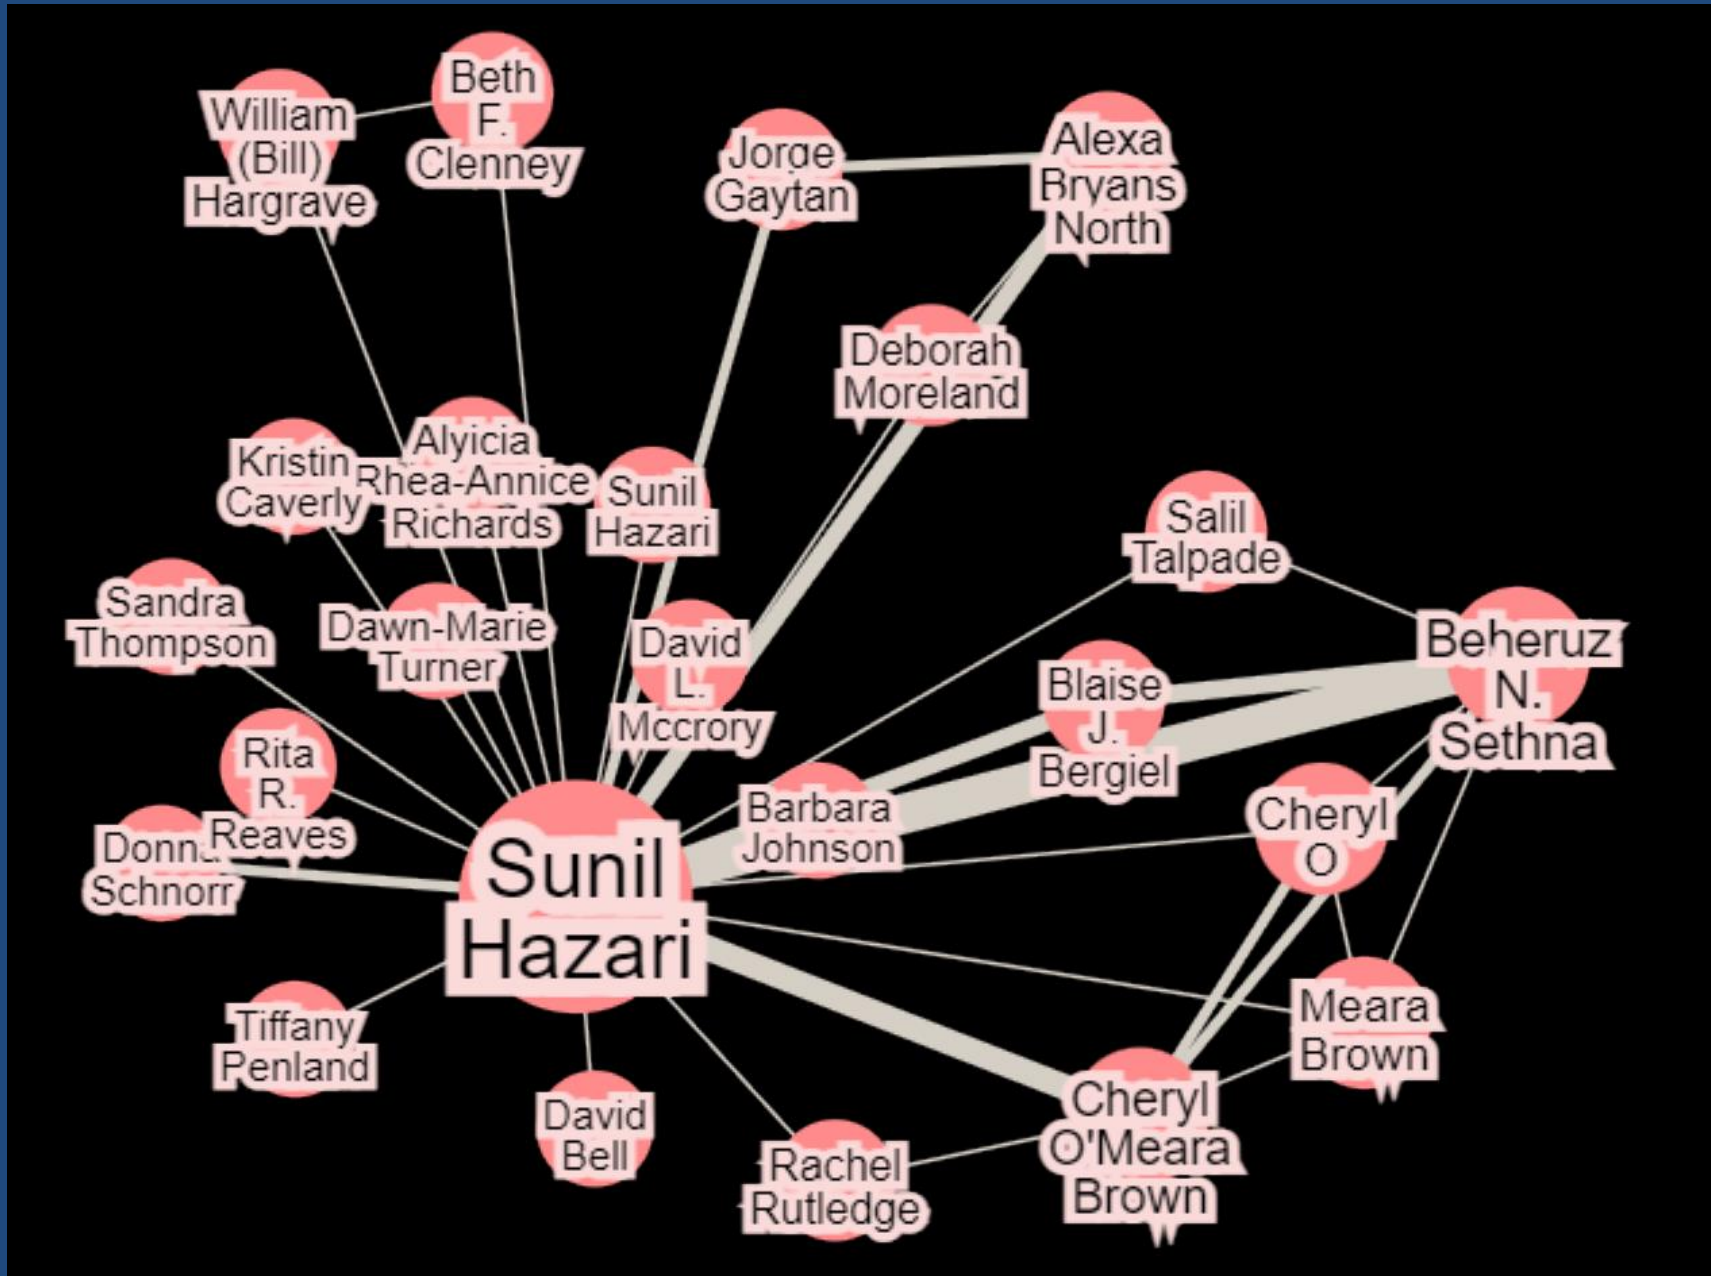 William
(Bill)
Hargrave
Beth
F.
Clenney
Jorge
Gaytan
Alexa
Bryans
North
Deborah
Moreland
Kristin
Caverly
Alyicia
Rhea-Annice
Richards
Sunil
Hazari
Salil
Talpade
Sandra
Thompson
Dawn-Marie
Turner
David
L.
Mccrory
Blaise
J.
Bergiel
Beheruz
N.
Sethna
Rita
R.
Reaves
Donna
Schnorr
Barbara
Johnson
Cheryl
O
Sunil
Hazari
Tiffany
Penland
Meara
Brown
David
Bell
Rachel
Rutledge
Cheryl
O'Meara
Brown